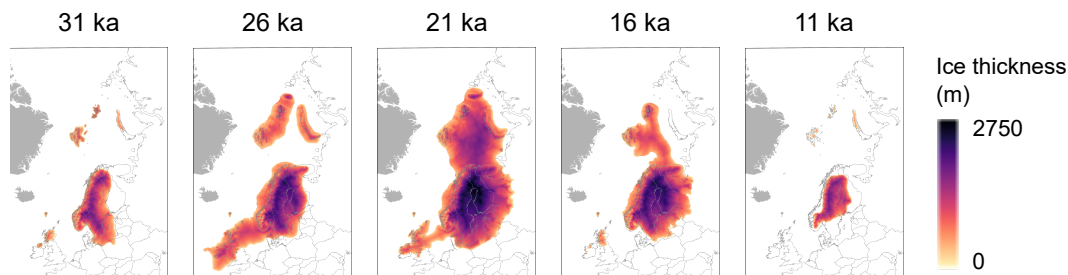 31 ka
26 ka
21 ka
16 ka
11 ka
Ice thickness
(m)
2750
0